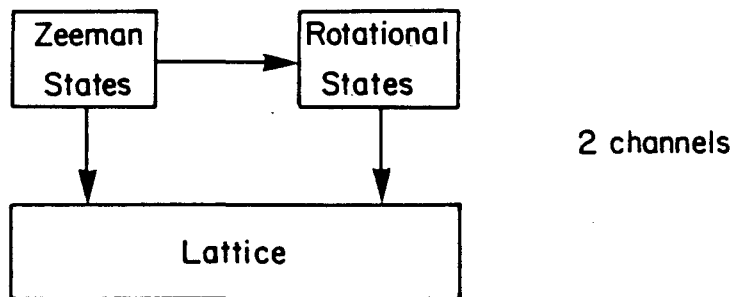 Zeeman
States
Rotational
States
2 channels
Lattice